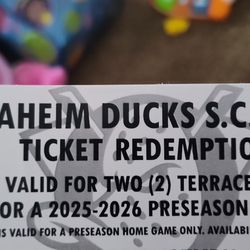 AHEIM DUCKS S.C.
TICKET REDEMPTIO
VALID FOR TWO (2) TERRACE
OR A 2025-2026 PRESEASON
IS VALID FOR A PRESEASON HOME GAME ONLY. AVAILABI